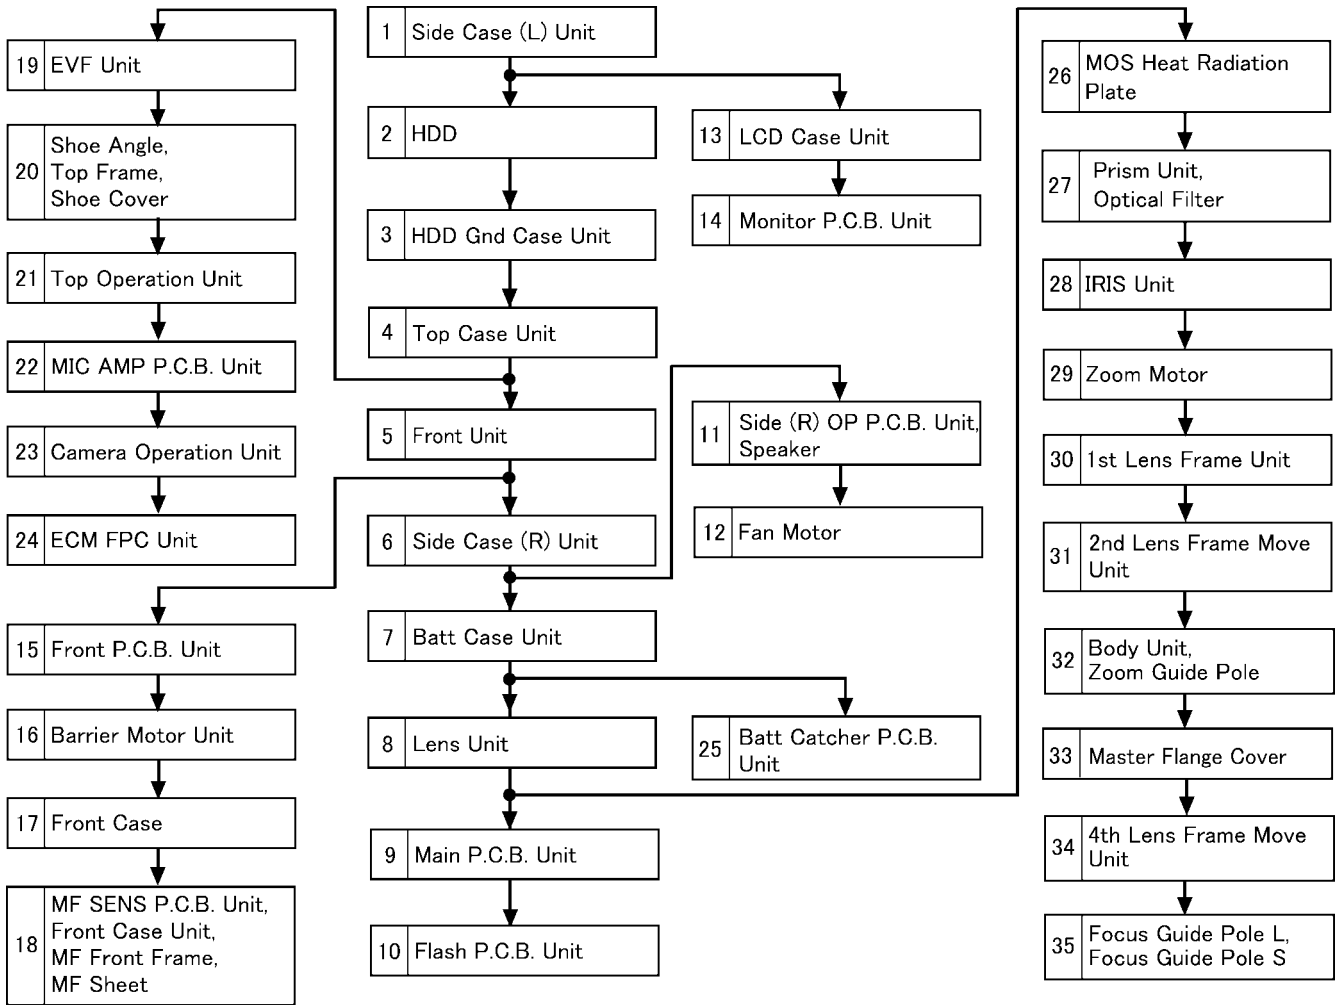 1 Side Case (L) Unit
2 HDD
3 HDD Gnd Case Unit
4 Top Case Unit
5 Front Unit
6 Side Case (R) Unit
7 Batt Case Unit
8 Lens Unit
9 Main P.C.B. Unit
10 Flash P.C.B. Unit
11 Side (R) OP P.C.B. Unit,
Speaker
12 Fan Motor
13 LCD Case Unit
14 Monitor P.C.B. Unit
15 Front P.C.B. Unit
16 Barrier Motor Unit
17 Front Case
18 MF SENS P.C.B. Unit,
Front Case Unit,
MF Front Frame,
MF Sheet
19 EVF Unit
20 Shoe Angle,
Top Frame,
Shoe Cover
21 Top Operation Unit
22 MIC AMP P.C.B. Unit
23 Camera Operation Unit
24 ECM FPC Unit
25 Batt Catcher P.C.B.
Unit
26 MOS Heat Radiation
Plate
27 Prism Unit,
Optical Filter
28 IRIS Unit
29 Zoom Motor
30 1st Lens Frame Unit
31 2nd Lens Frame Move
Unit
32 Body Unit,
Zoom Guide Pole
33 Master Flange Cover
34 4th Lens Frame Move
Unit
35 Focus Guide Pole L,
Focus Guide Pole S